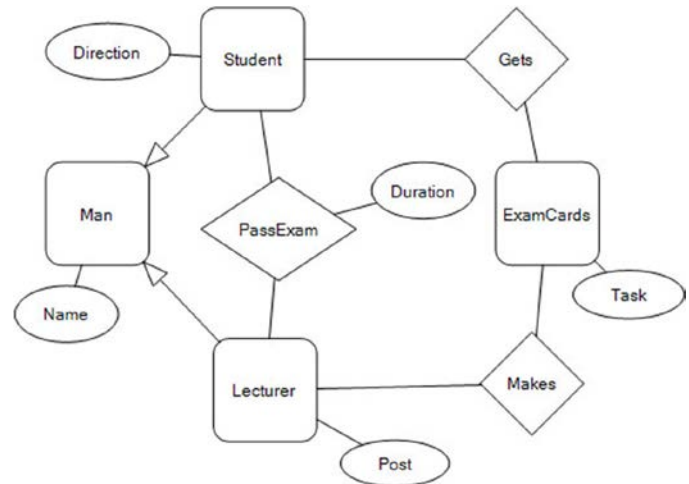 Direction
Student
Gets
Man
PassExam
Duration
ExamCards
Name
Task
Lecturer
Makes
Post